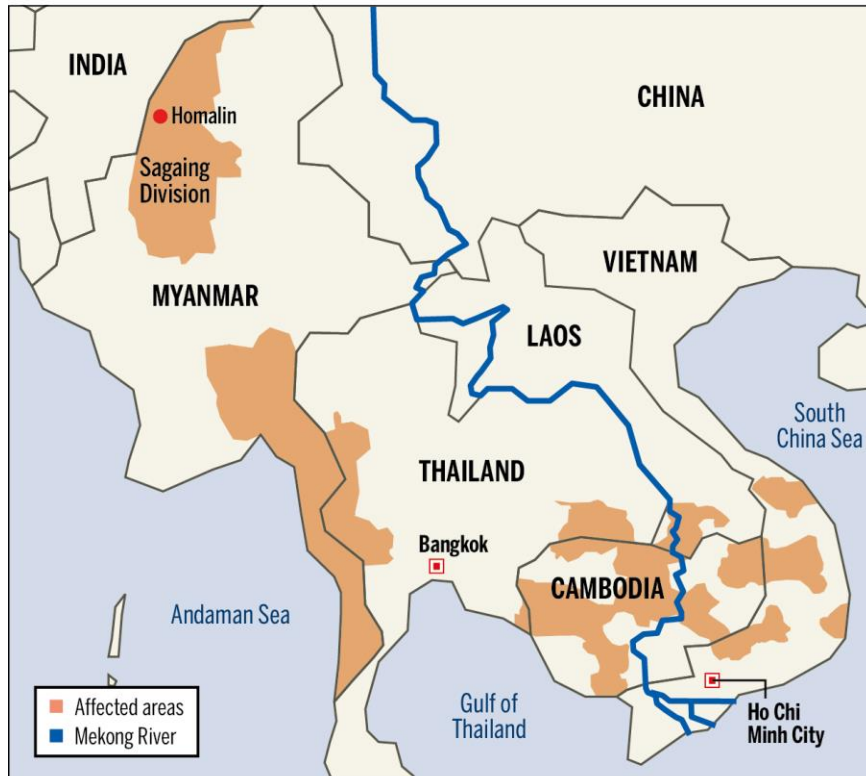 INDIA
CHINA
Homalin
Sagaing
Division
VIETNAM
MYANMAR
LAOS
South
China Sea
THAILAND
Bangkok
CAMBODIA
Andaman Sea
Affected areas
Mekong River
Gulf of
Thailand
Ho Chi
Minh City